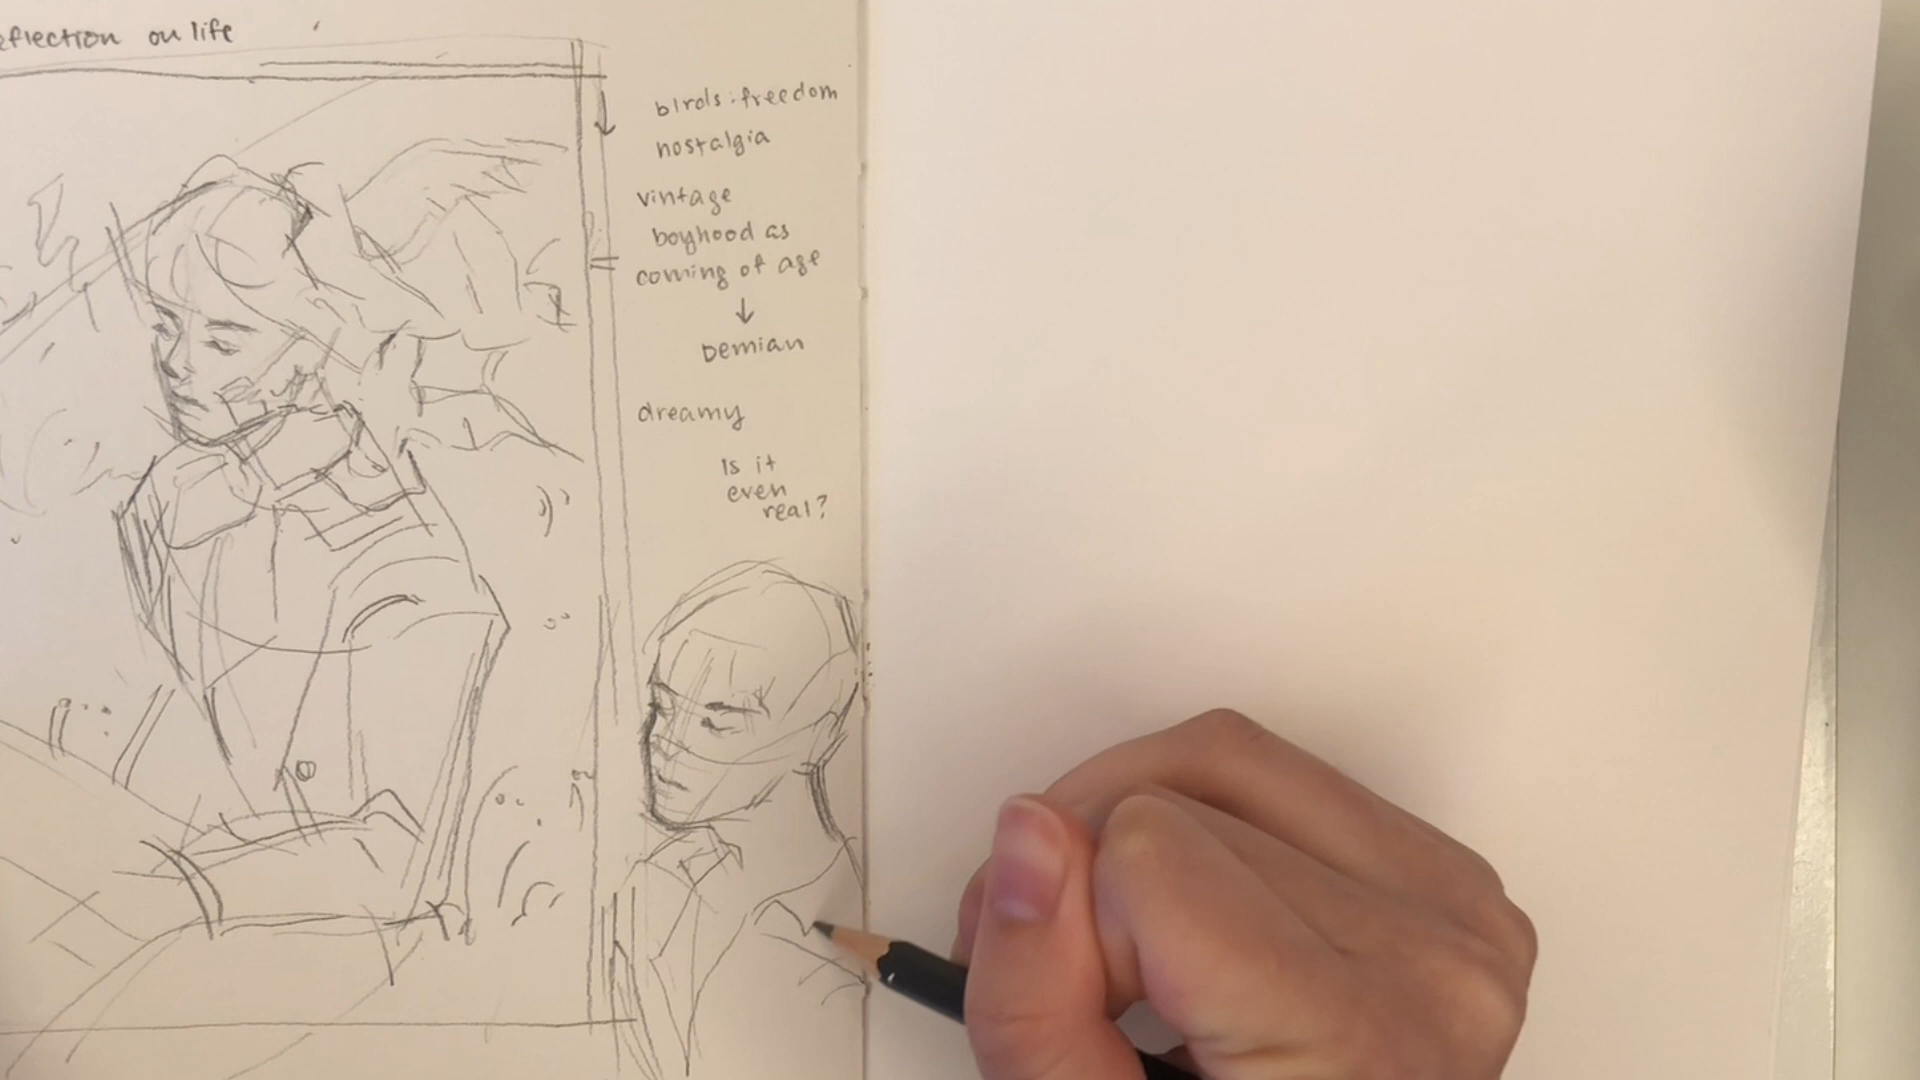 eflection on life
birds : freedom
nostalgia
vintage
boyhood as
coming of age
Demian
dreamy
Is it
even
real?